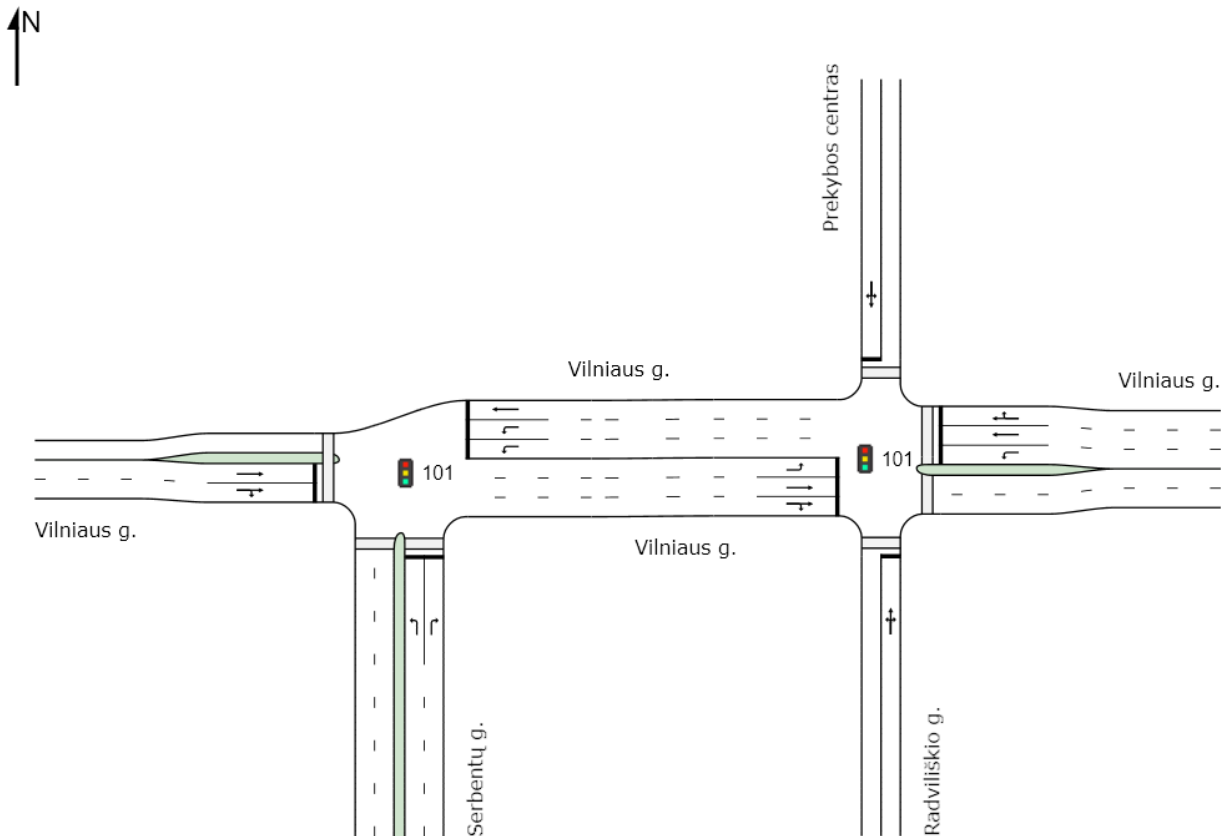 N
Prekybos centras
Vilniaus g.
Vilniaus g.
101
101
Vilniaus g.
Vilniaus g.
Serbentų g.
Radviliškio g.